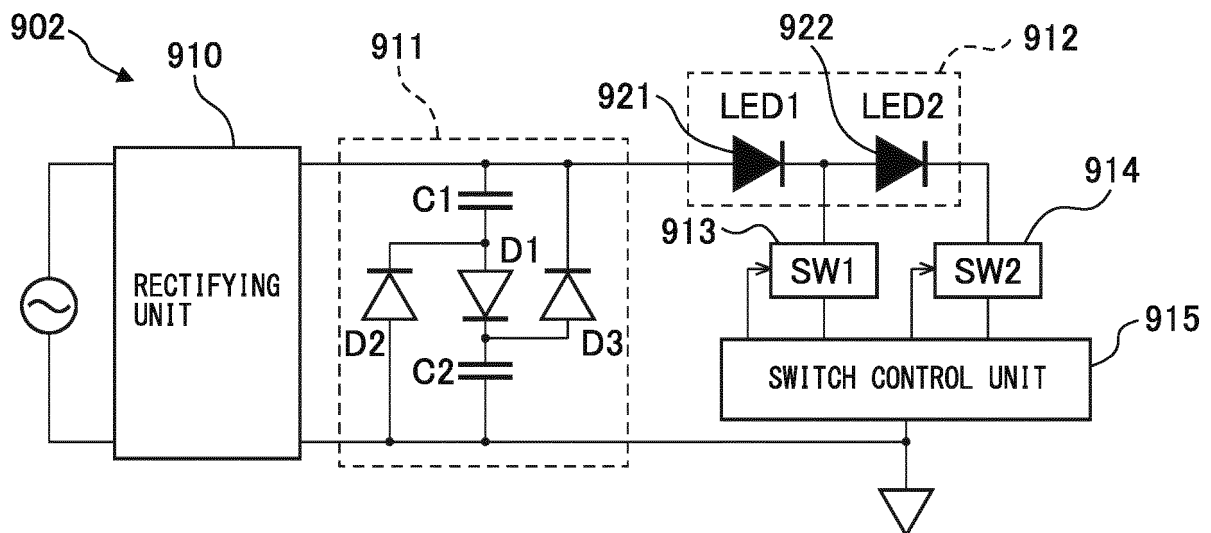 902
910
911
912
921
922
LED1
LED2
C1
913
914
D1
SW1
SW2
RECTIFYING
UNIT
D2
D3
915
C2
SWITCH CONTROL UNIT